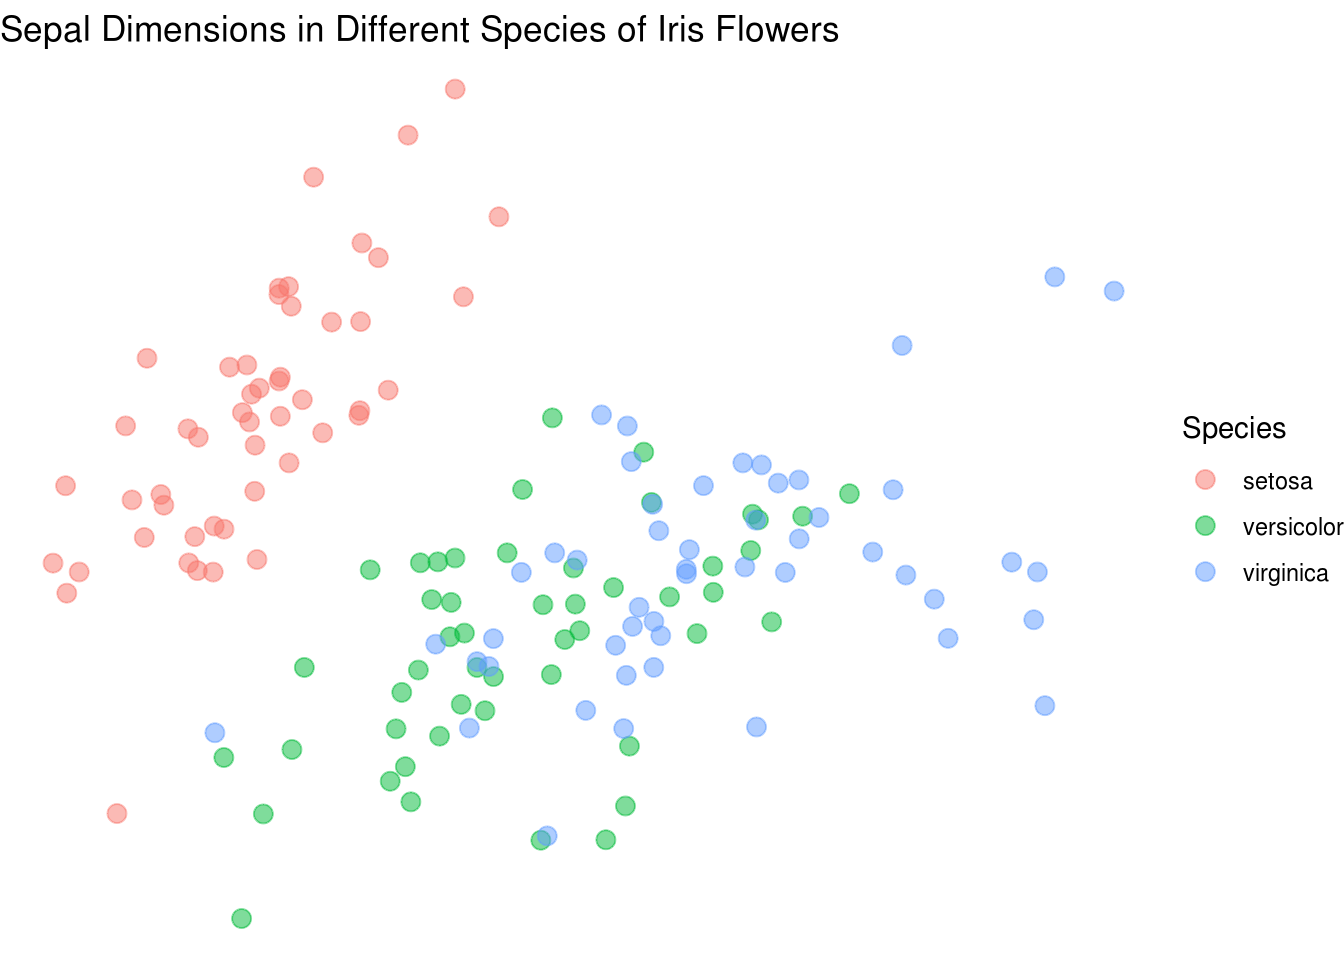 Sepal Dimensions in Different Species of Iris Flowers
Species
setosa
versicolor
virginica